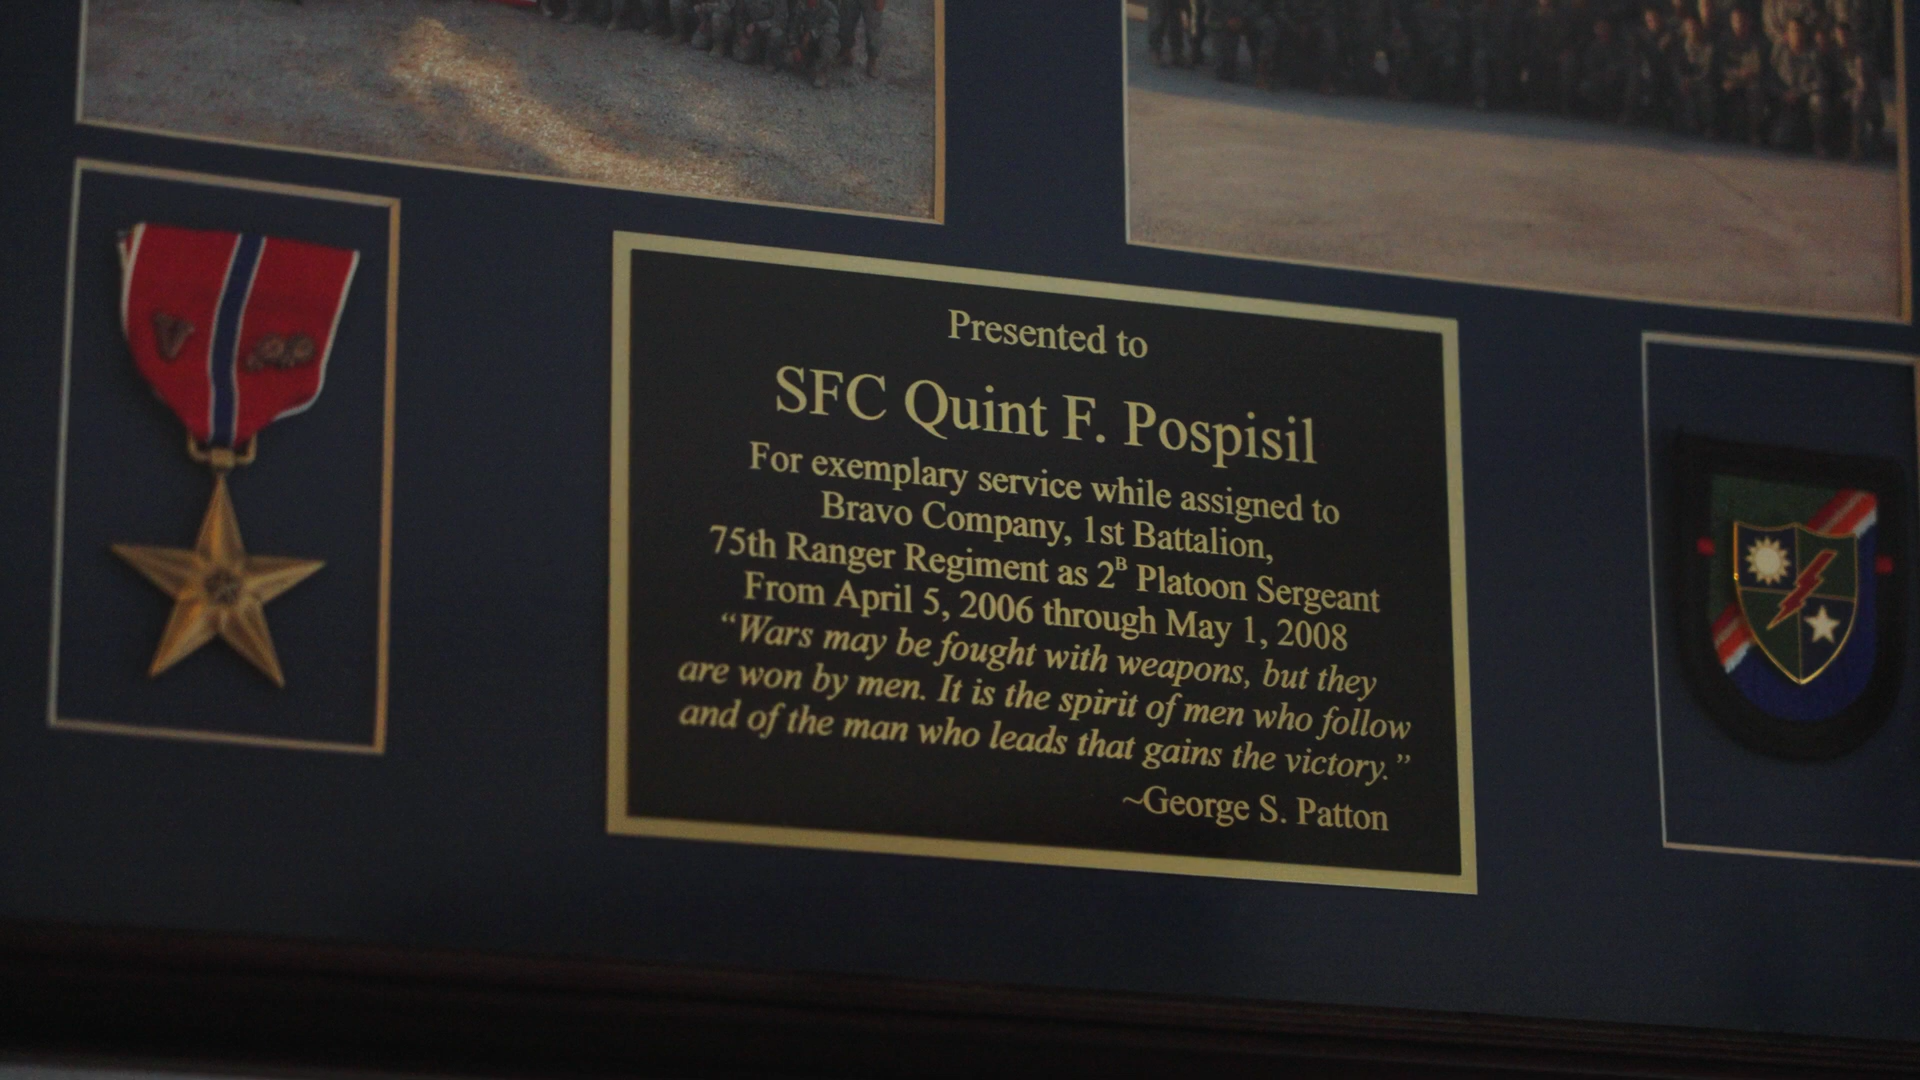 Presented to
SFC Quint F. Pospisil
For exemplary service while assigned to
Bravo Company, 1st Battalion,
75th Ranger Regiment as 2ᴮ Platoon Sergeant
From April 5, 2006 through May 1, 2008
“Wars may be fought with weapons, but they
are won by men. It is the spirit of men who follow
and of the man who leads that gains the victory.”
~George S. Patton
V